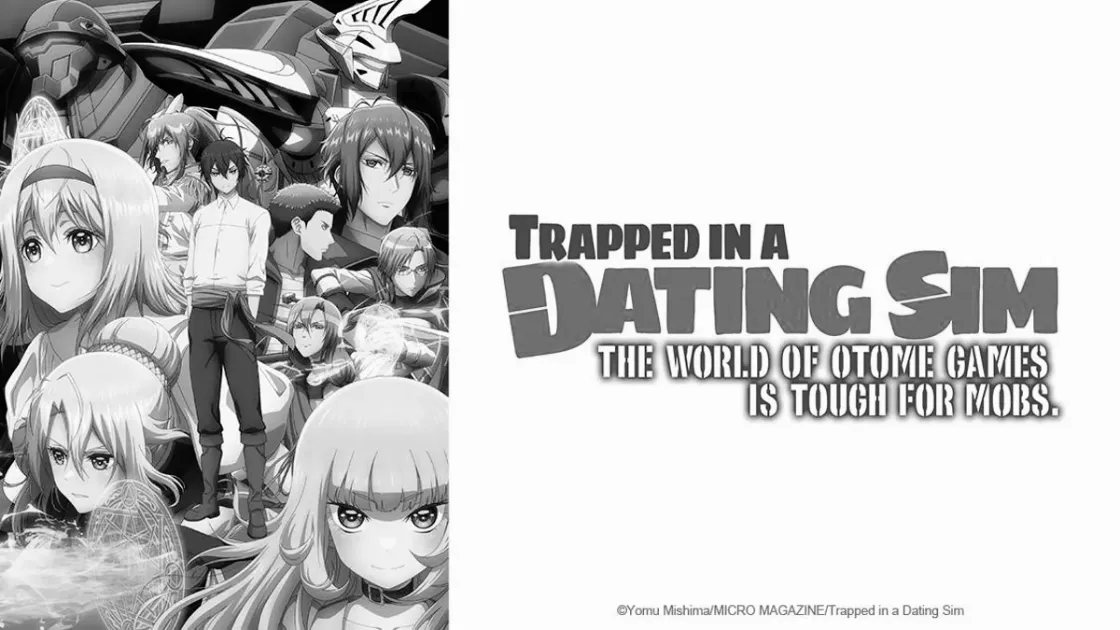 TRAPPED IN A
DATING SIM
THE WORLD OF OTOME GAMES
IS TOUGH FOR MOBS.
©Yomu Mishima/MICRO MAGAZINE/Trapped in a Dating Sim